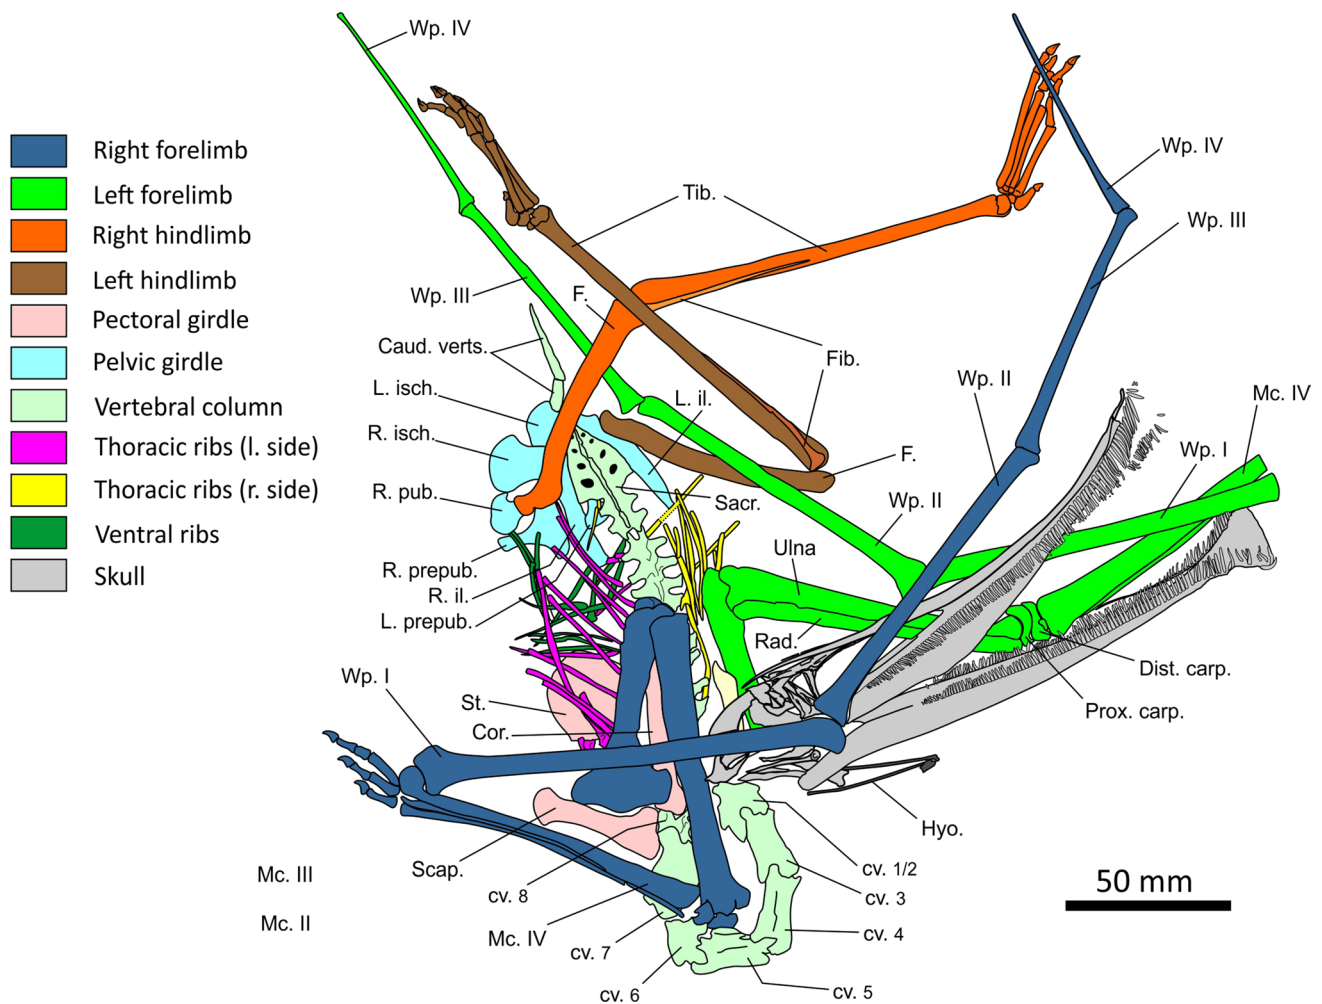 Right forelimb
Left forelimb
Right hindlimb
Left hindlimb
Pectoral girdle
Pelvic girdle
Vertebral column
Thoracic ribs (l. side)
Thoracic ribs (r. side)
Ventral ribs
Skull
Wp. IV
Wp. IV
Tib.
Wp. III
Wp. III
F.
Caud. verts.
Fib.
L. isch.
L. il.
Wp. II
Mc. IV
R. isch.
Wp. I
F.
R. pub.
Sacr.
Wp. II
Ulna
R. prepub.
R. il.
L. prepub.
Rad.
Dist. carp.
Wp. I
St.
Prox. carp.
Cor.
Hyo.
Scap.
cv. 1/2
Mc. III
cv. 8
cv. 3
50 mm
Mc. II
Mc. IV
cv. 4
cv. 7
cv. 6
cv. 5